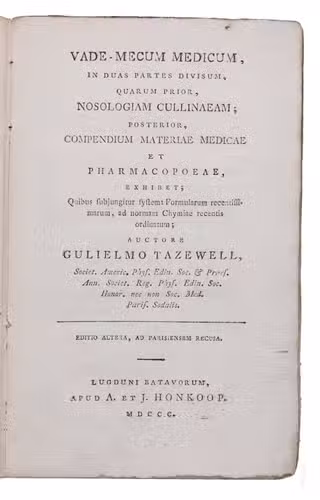 VADE-MECUM MEDICUM,
IN DUAS PARTES DIVISUM,
QUARUM PRIOR,
NOSOLOGIAM CULLINAEAM;
POSTERIOR,
COMPENDIUM MATERIAE MEDICAE
ET
PHARMACOPOEAE,
EXHIBET;
Quibus ſubjungitur ſyſtema Formularum recentiſſi-
marum, ad normam Chymiae recentis
ordinatum;
AUCTORE
GULIELMO TAZEWELL,
Societ. Americ. Phyſ. Edin. Soc. & Præſ.
Ann. Societ. Reg. Phyſ. Edin. Soc.
Honor. nec non Soc. Med.
Pariſ. Sodalis.
EDITIO ALTERA, AD PARISIENSEM RECUSA.
LUGDUNI BATAVORUM,
APUD A. ET J. HONKOOP.
MDCCC.